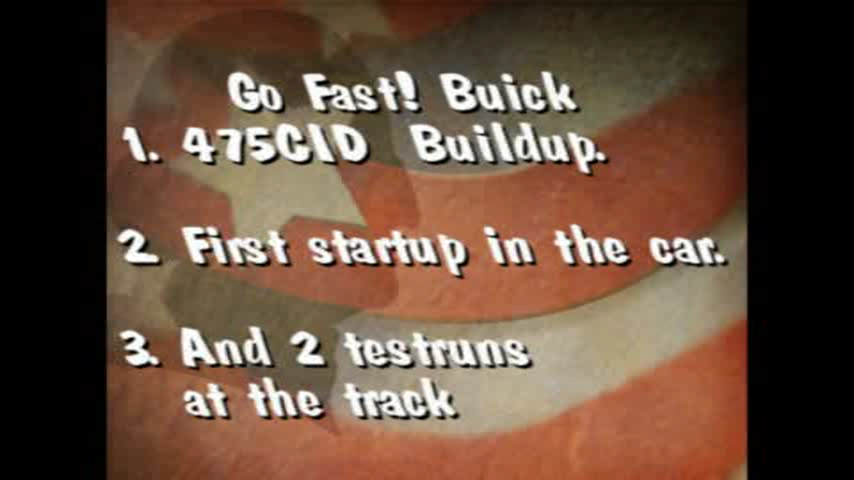 Go Fast! Buick
1. 475CID Buildup.
2 First startup in the car.
3. And 2 testruns
at the track